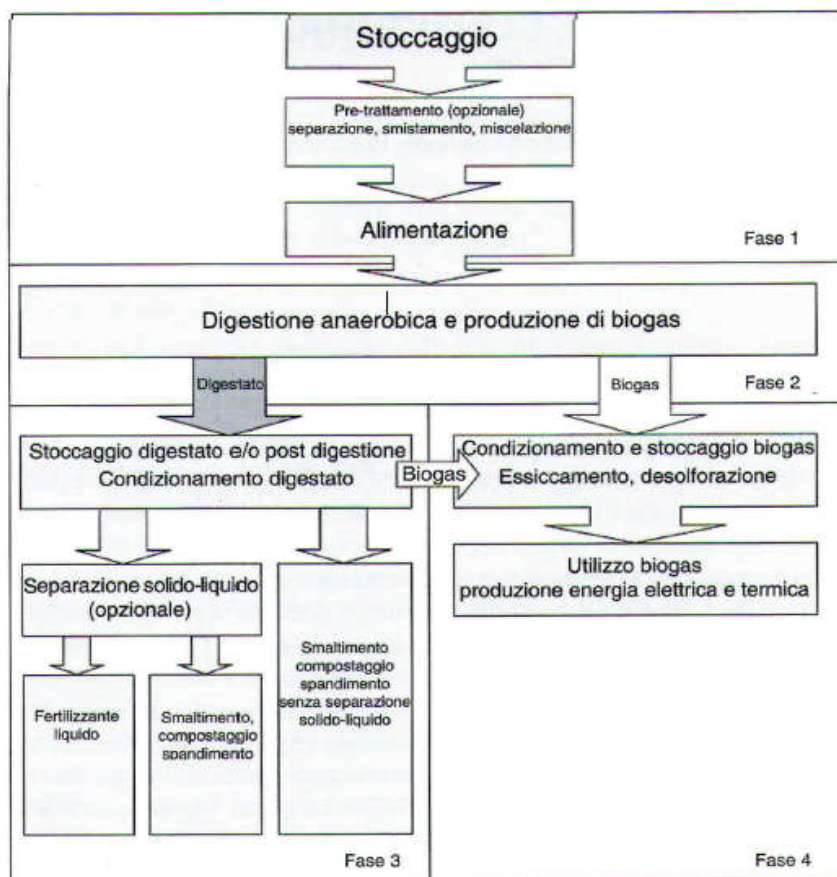 Stoccaggio
Pre-trattamento (opzionale)
separazione, smistamento, miscelazione
Alimentazione
Fase 1
Digestione anaerobica e produzione di biogas
Digestato
Biogas
Fase 2
Stoccaggio digestato e/o post digestione
Condizionamento digestato
Biogas
Condizionamento e stoccaggio biogas
Essiccamento, desolforazione
Separazione solido-liquido
(opzionale)
Utilizzo biogas
produzione energia elettrica e termica
Smaltimento
compostaggio
spandimento
senza separazione
solido-liquido
Fertilizzante
liquido
Smaltimento,
compostaggio
spandimento
Fase 3
Fase 4